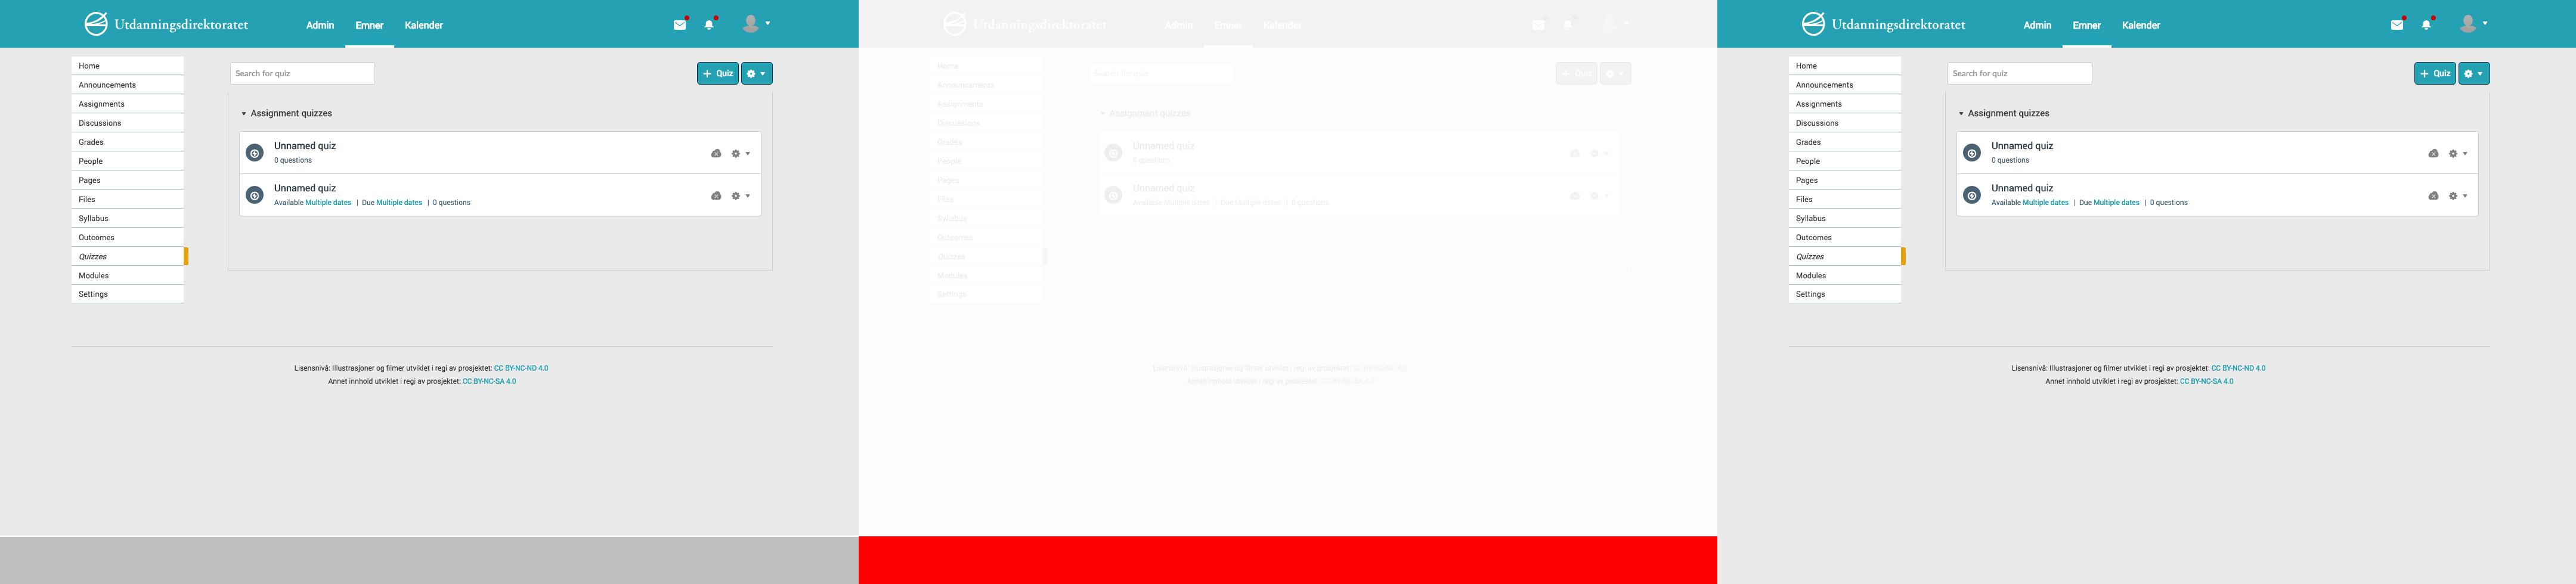 Utdanningsdirektoratet Admin Emner Kalender
Home
Announcements
Assignments
Discussions
Grades
People
Pages
Files
Syllabus
Outcomes
Quizzes
Modules
Settings
Search for quiz
+ Quiz
Assignment quizzes
Unnamed quiz
0 questions
Unnamed quiz
Available Multiple dates | Due Multiple dates | 0 questions
Lisensnivå: Illustrasjoner og filmer utviklet i regi av prosjektet: CC BY-NC-ND 4.0
Annet innhold utviklet i regi av prosjektet: CC BY-NC-SA 4.0
Utdanningsdirektoratet Admin Emner Kalender
Home
Announcements
Assignments
Discussions
Grades
People
Pages
Files
Syllabus
Outcomes
Quizzes
Modules
Settings
Search for quiz
+ Quiz
Assignment quizzes
Unnamed quiz
0 questions
Unnamed quiz
Available Multiple dates | Due Multiple dates | 0 questions
Lisensnivå: Illustrasjoner og filmer utviklet i regi av prosjektet: CC BY-NC-ND 4.0
Annet innhold utviklet i regi av prosjektet: CC BY-NC-SA 4.0
Utdanningsdirektoratet Admin Emner Kalender
Home
Announcements
Assignments
Discussions
Grades
People
Pages
Files
Syllabus
Outcomes
Quizzes
Modules
Settings
Search for quiz
+ Quiz
Assignment quizzes
Unnamed quiz
0 questions
Unnamed quiz
Available Multiple dates | Due Multiple dates | 0 questions
Lisensnivå: Illustrasjoner og filmer utviklet i regi av prosjektet: CC BY-NC-ND 4.0
Annet innhold utviklet i regi av prosjektet: CC BY-NC-SA 4.0